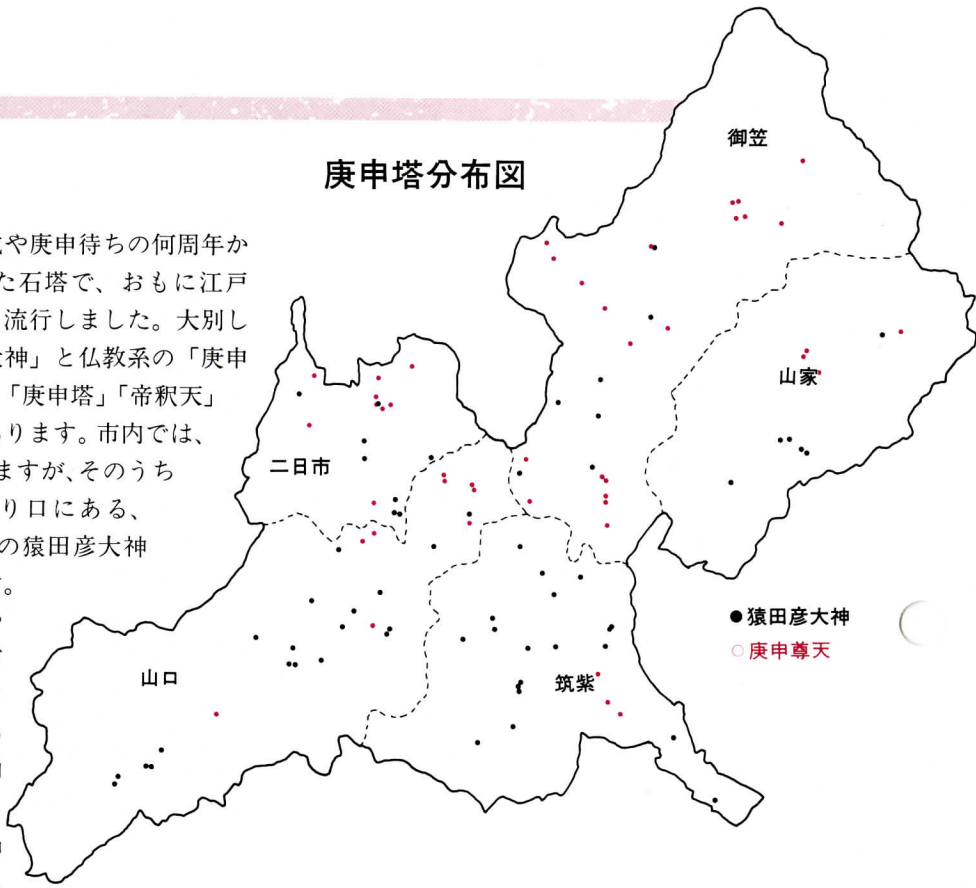 庚申塔分布図
や庚申待ちの何周年か
た石塔で、おもに江戸
流行しました。大別し
大神」と仏教系の「庚申
「庚申塔」「帝釈天」
ります。市内では、
ますが、そのうち
り口にある、
の猿田彦大神
。
御笠
山家
二日市
山口
筑紫
●猿田彦大神
○庚申尊天